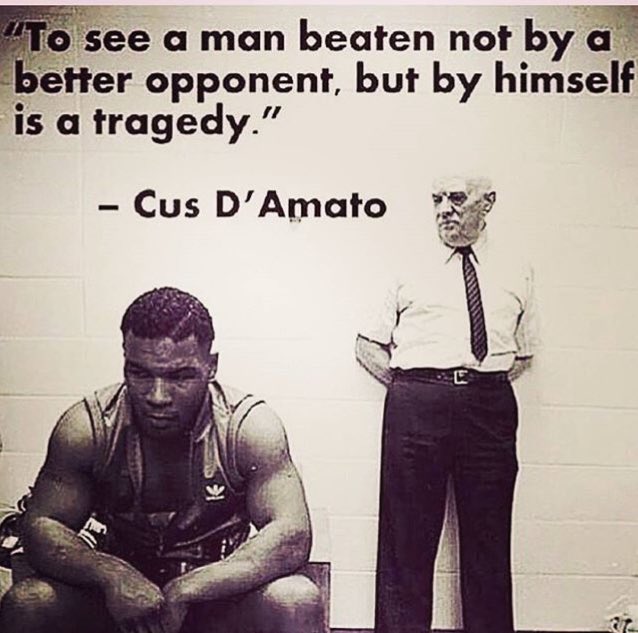 “To see a man beaten not by a
better opponent, but by himself
is a tragedy.”
– Cus D’Amato